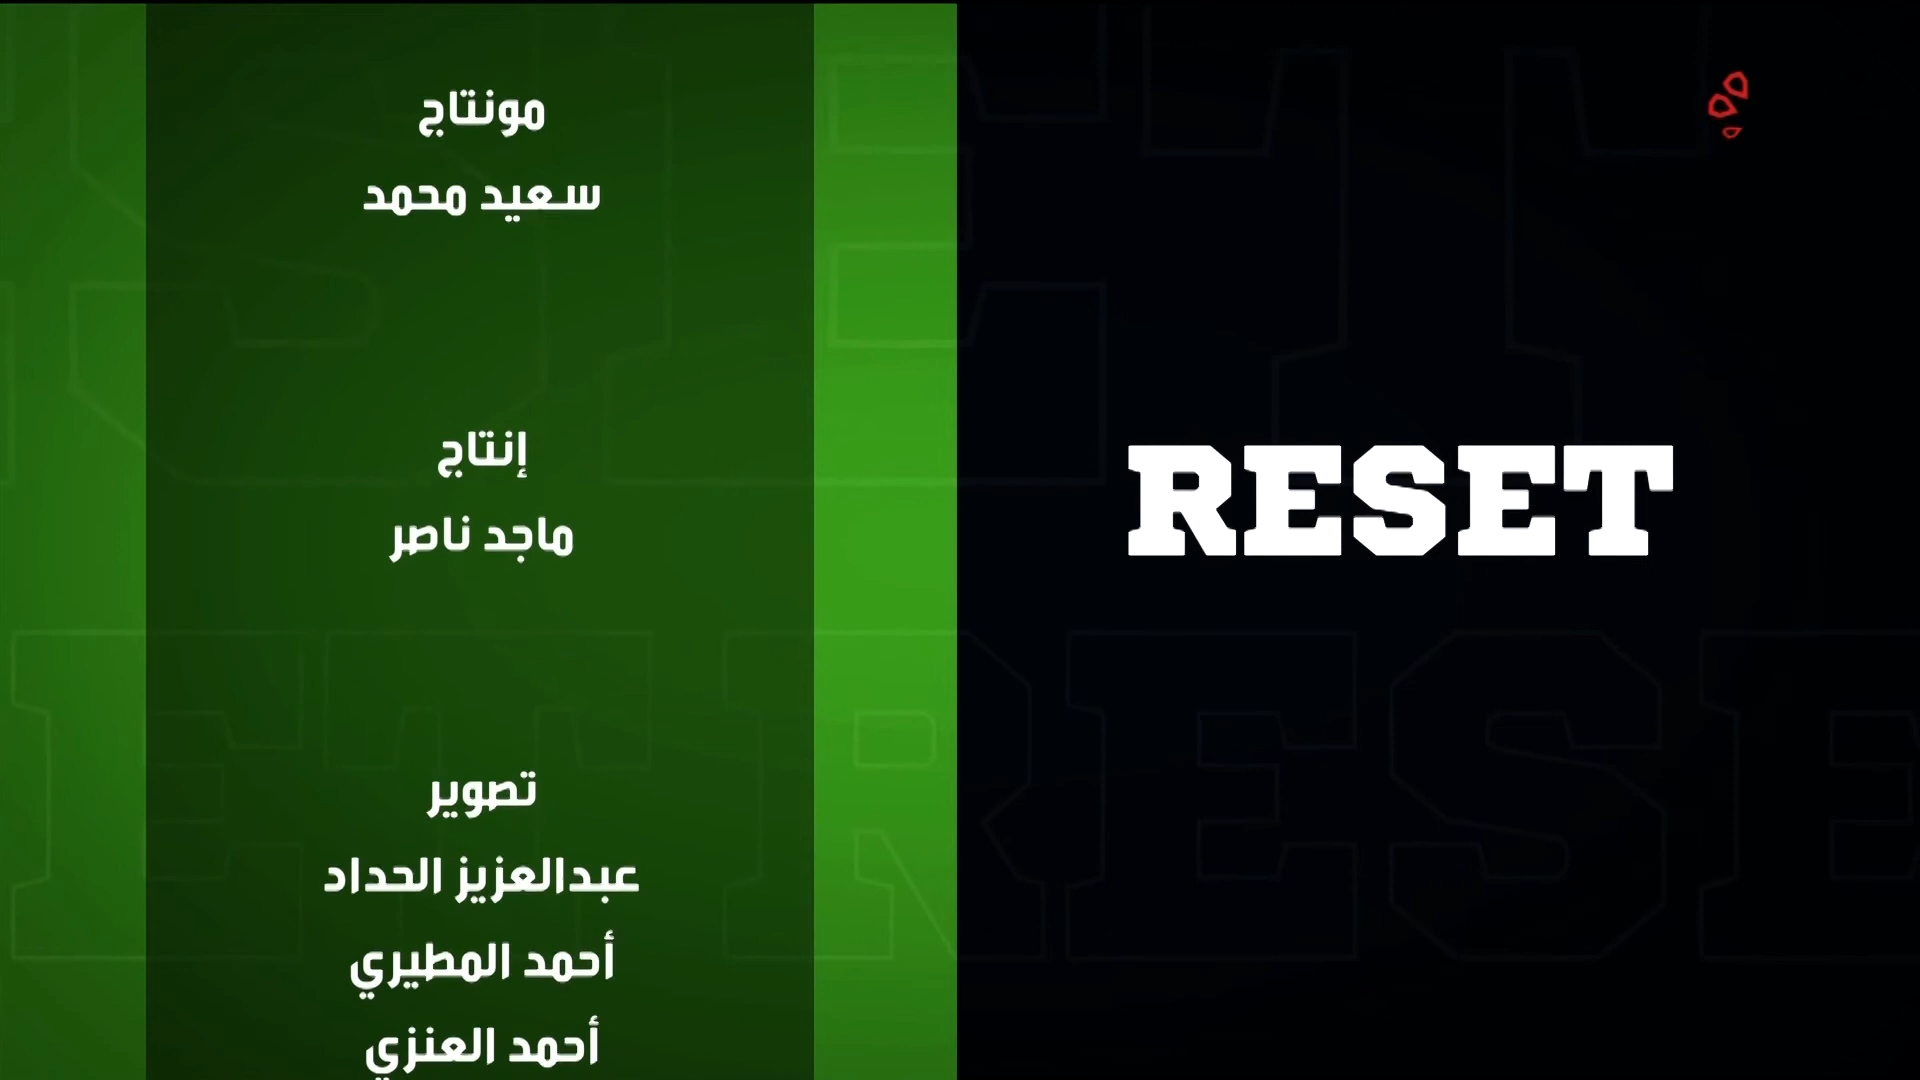 مونتاج
سعيد محمد
إنتاج
ماجد ناصر
تصوير
عبدالعزيز الحداد
أحمد المطيري
أحمد العنزي
RESET